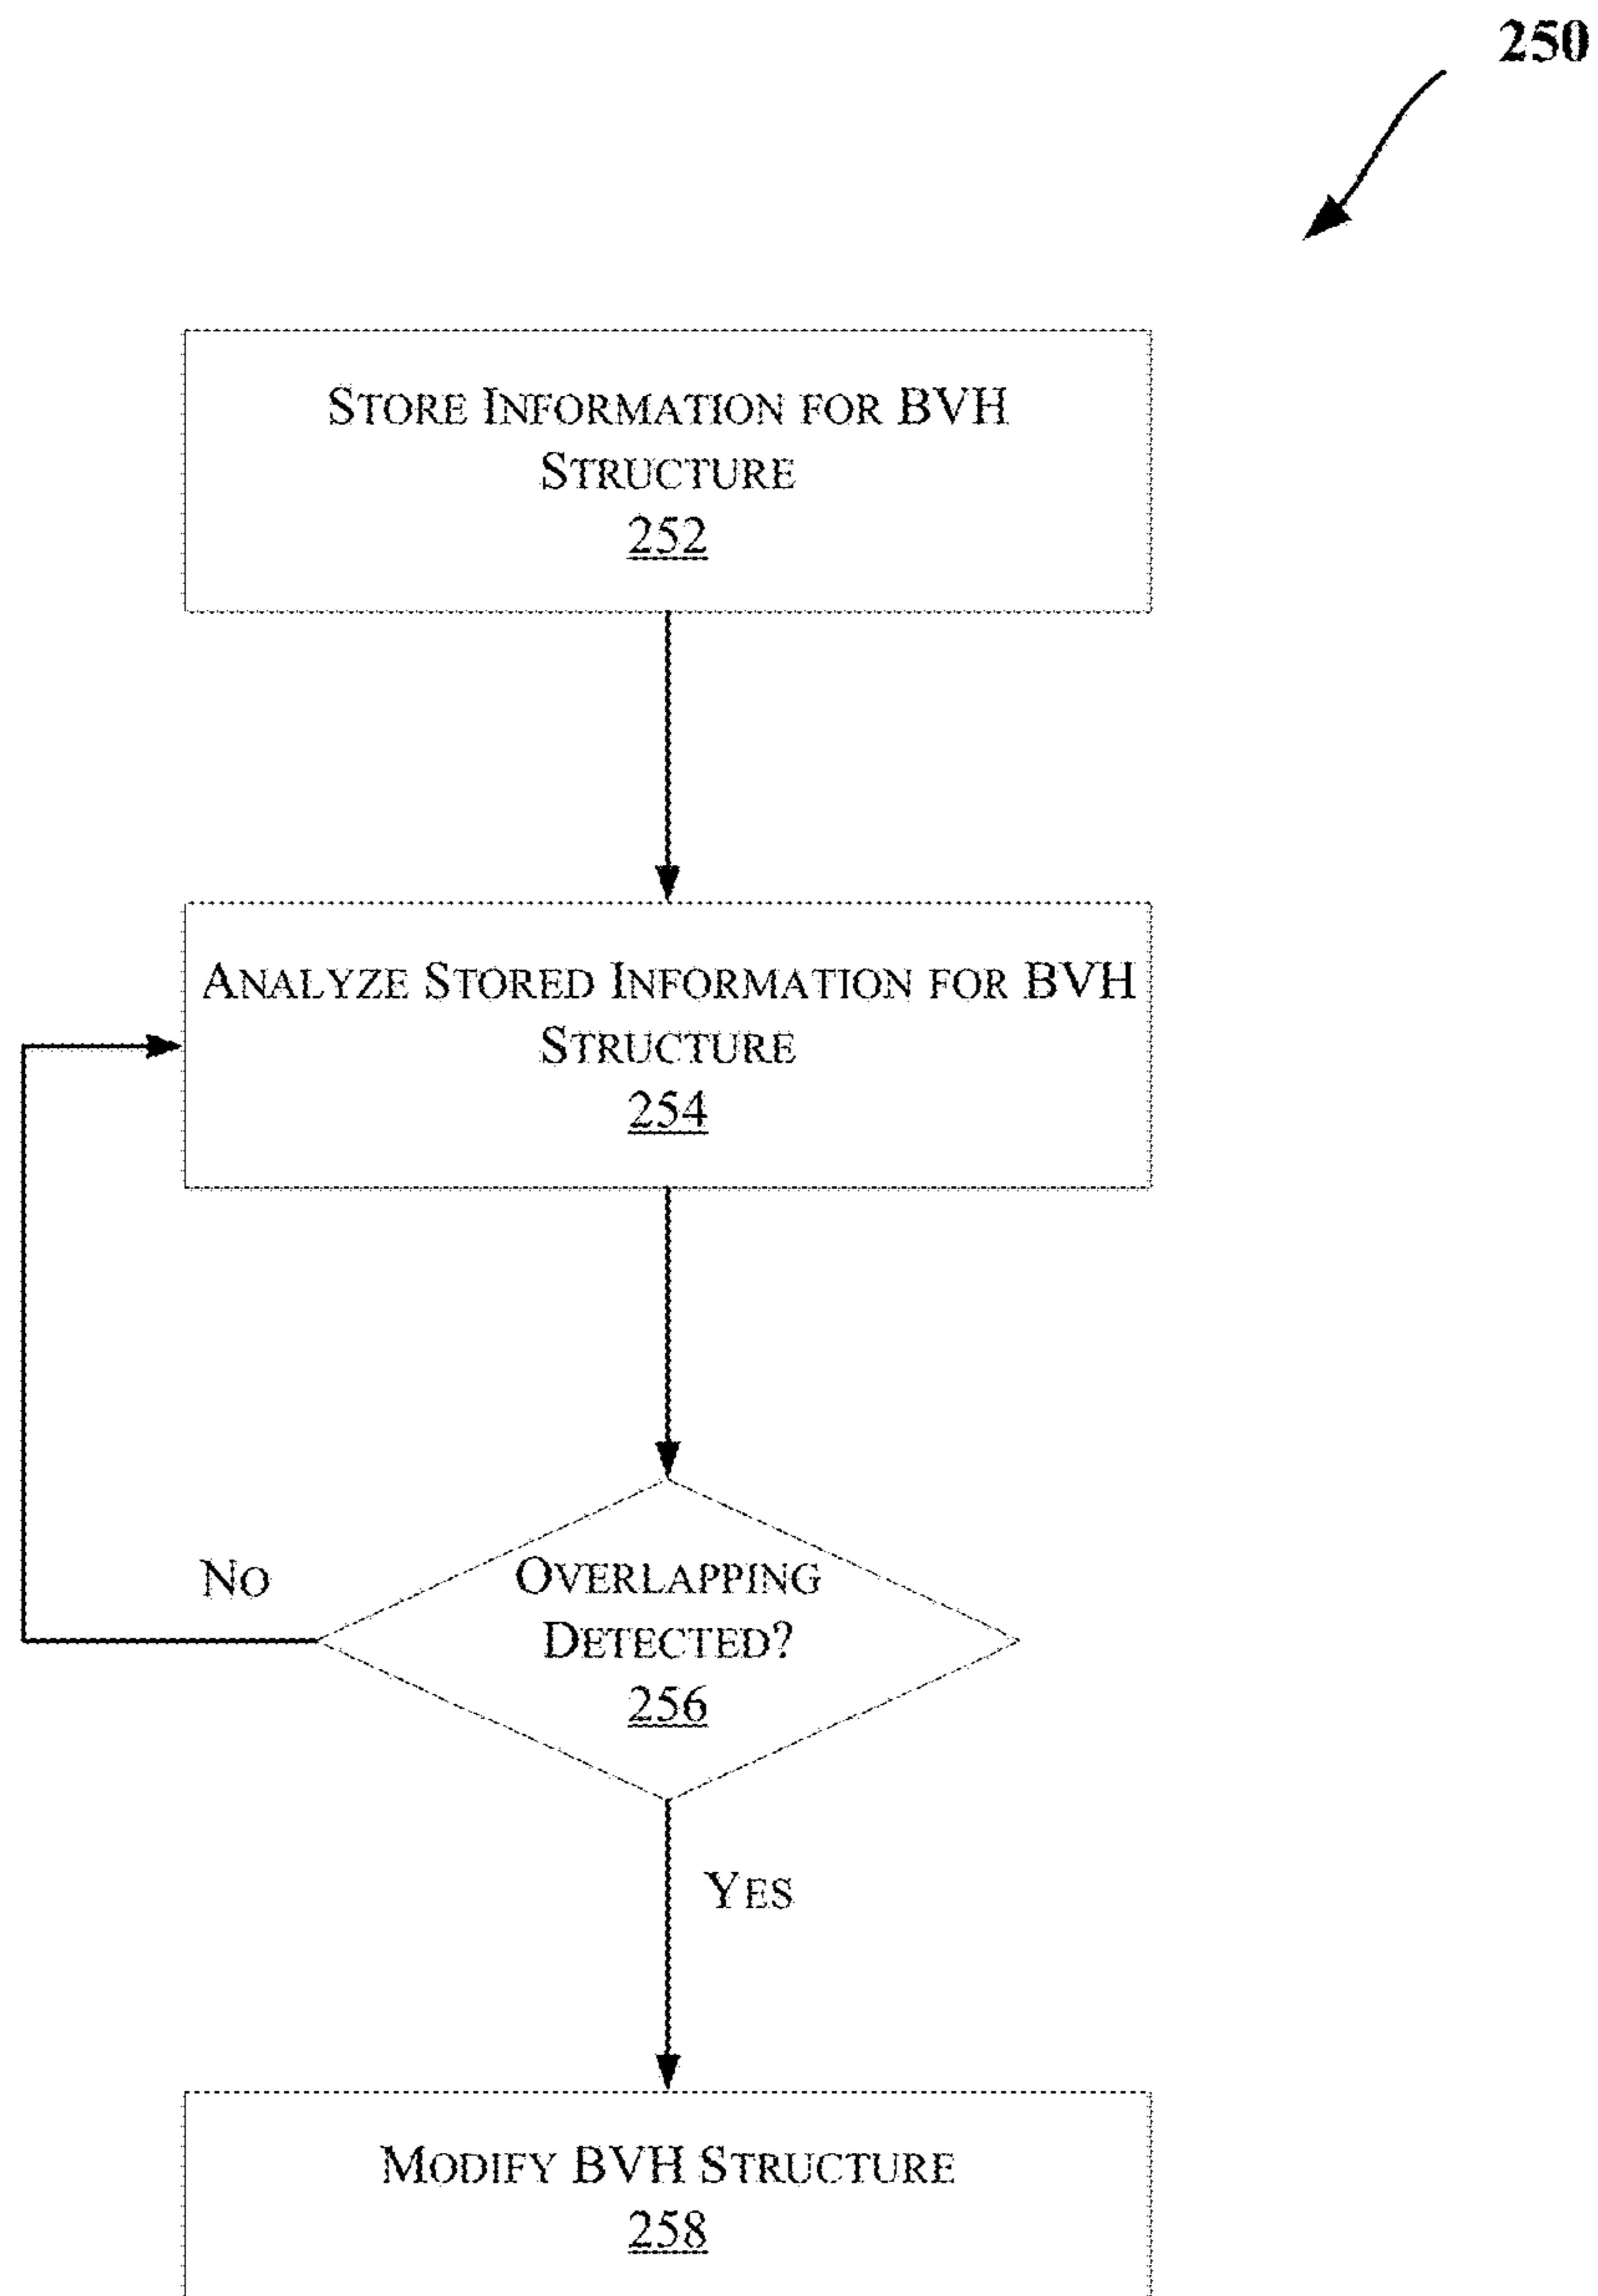 250
STORE INFORMATION FOR BVH
STRUCTURE
252
ANALYZE STORED INFORMATION FOR BVH
STRUCTURE
254
NO
OVERLAPPING
DETECTED?
256
YES
MODIFY BVH STRUCTURE
258